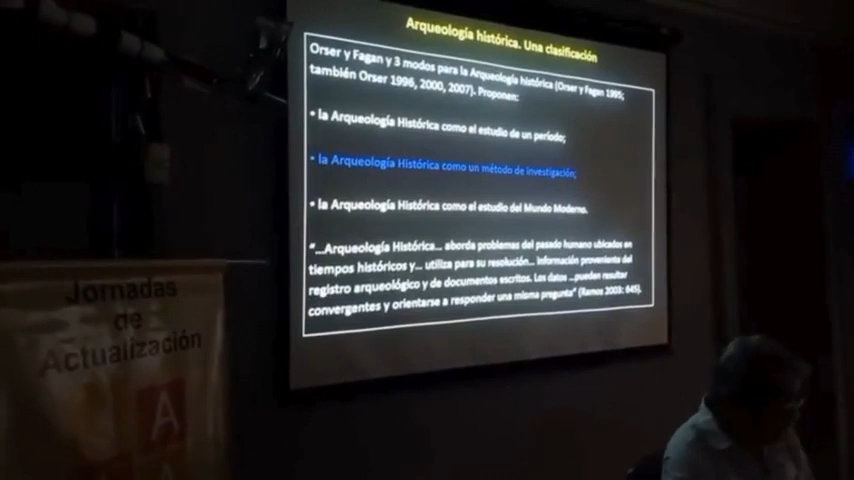 Arqueología histórica. Una clasificación
Orser y Fagan y 3 modos para la Arqueología histórica (Orser y Fagan 1995;
también Orser 1996, 2000, 2007). Proponen:
• la Arqueología Histórica como el estudio de un período;
• la Arqueología Histórica como un método de investigación;
• la Arqueología Histórica como el estudio del Mundo Moderno.
"...Arqueología Histórica... aborda problemas del pasado humano ubicados en
tiempos históricos y... utiliza para su resolución... información proveniente del
registro arqueológico y de documentos escritos. Los datos ...pueden resultar
convergentes y orientarse a responder una misma pregunta" (Ramos 2003: 645).
Jornadas
de
Actualización
A